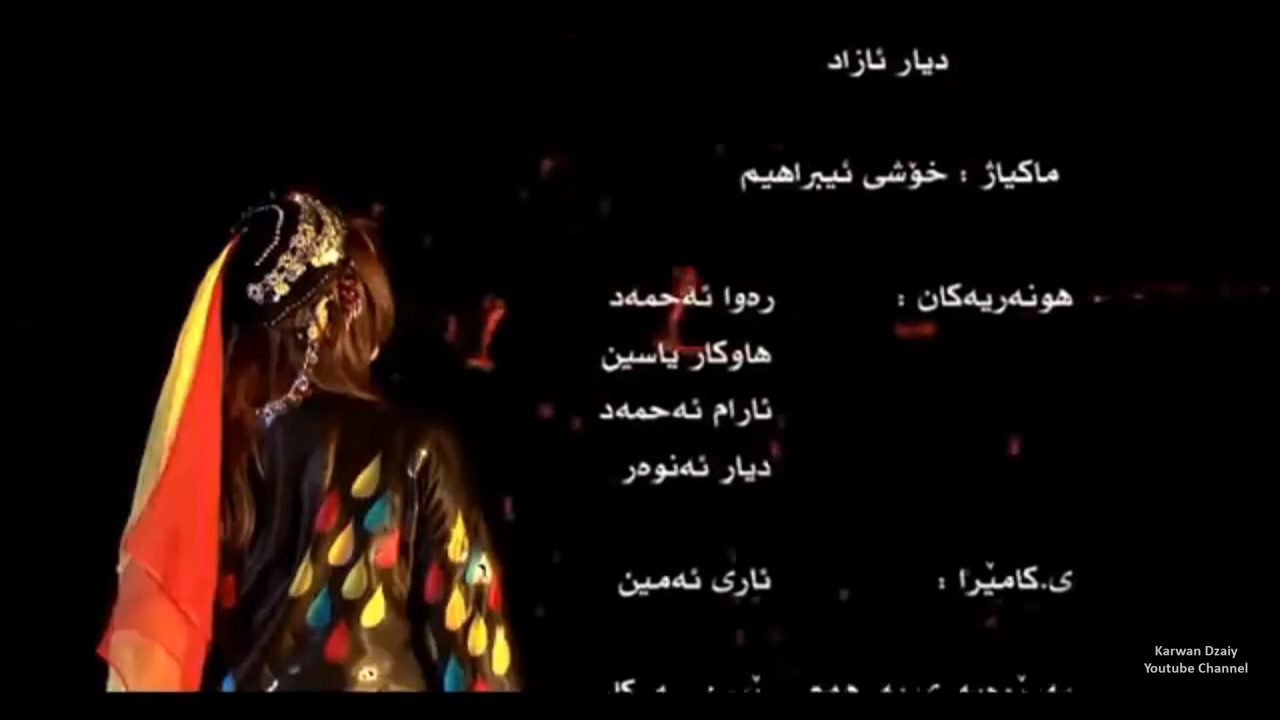 دیار ئازاد
ماکیاژ : خۆشی ئیبراهیم
هونەریەکان : رەوا ئەحمەد
هاوکار یاسین
ئارام ئەحمەد
دیار ئەنوەر
ی.کامێرا : ئاری ئەمین
Karwan Dzaiy
Youtube Channel